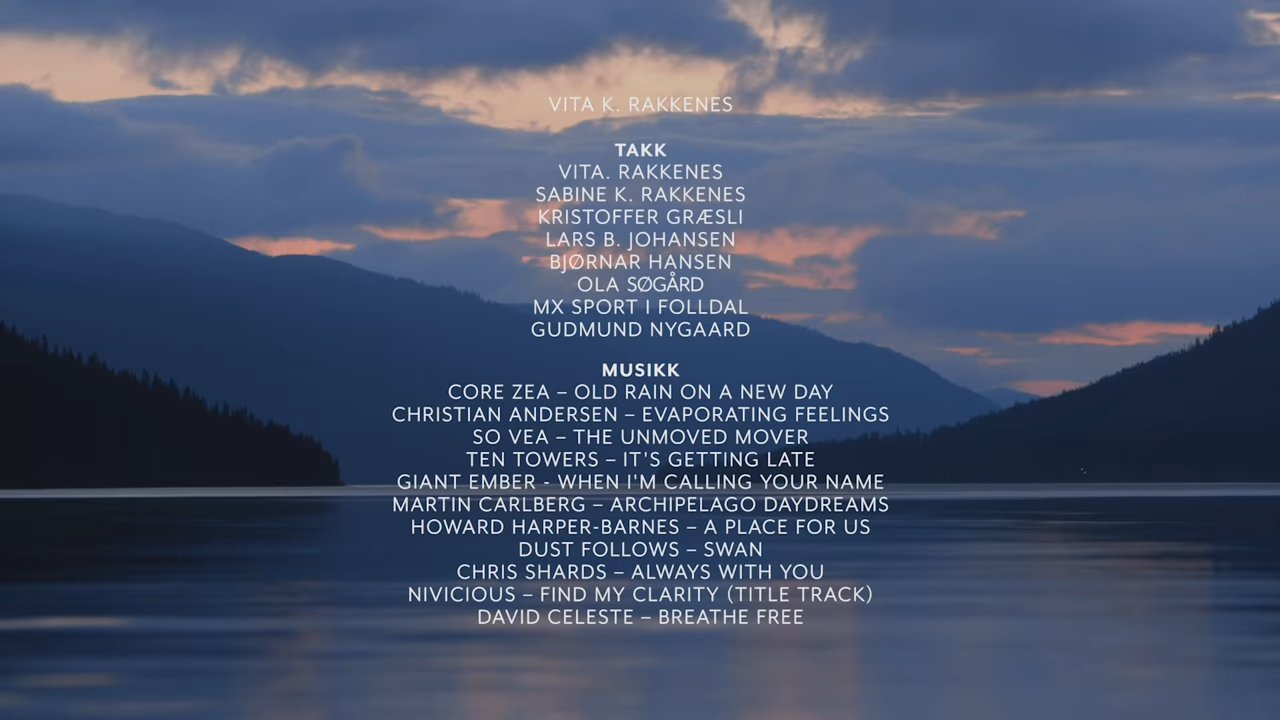 VITA K. RAKKENES
TAKK
VITA. RAKKENES
SABINE K. RAKKENES
KRISTOFFER GRÆSLI
LARS B. JOHANSEN
BJØRNAR HANSEN
OLA SØGÅRD
MX SPORT I FOLLDAL
GUDMUND NYGAARD
MUSIKK
CORE ZEA – OLD RAIN ON A NEW DAY
CHRISTIAN ANDERSEN – EVAPORATING FEELINGS
SO VEA – THE UNMOVED MOVER
TEN TOWERS – IT'S GETTING LATE
GIANT EMBER - WHEN I'M CALLING YOUR NAME
MARTIN CARLBERG – ARCHIPELAGO DAYDREAMS
HOWARD HARPER-BARNES – A PLACE FOR US
DUST FOLLOWS – SWAN
CHRIS SHARDS – ALWAYS WITH YOU
NIVICIOUS – FIND MY CLARITY (TITLE TRACK)
DAVID CELESTE – BREATHE FREE